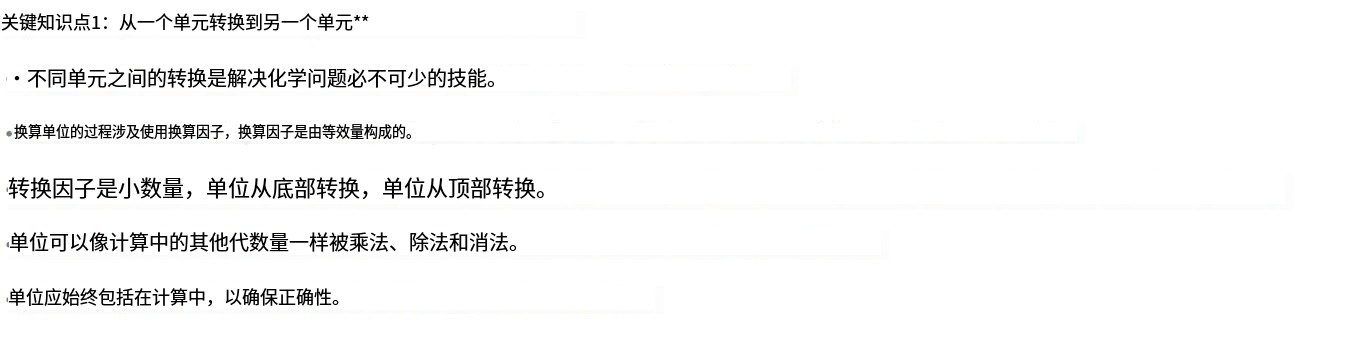 关键知识点1：从一个单元转换到另一个单元**
•不同单元之间的转换是解决化学问题必不可少的技能。
•换算单位的过程涉及使用换算因子，换算因子是由等效量构成的。
转换因子是小数量，单位从底部转换，单位从顶部转换。
单位可以像计算中的其他代数量一样被乘法、除法和消法。
单位应始终包括在计算中，以确保正确性。